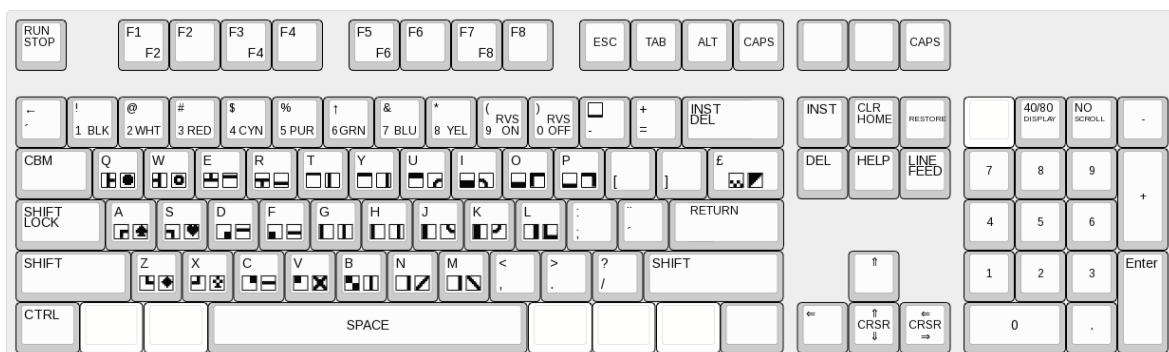 RUN STOP F1 F2 F2 F3 F4 F4 F5 F6 F6 F7 F8 F8 ESC TAB ALT CAPS CAPS
← ´ ! 1 BLK @ 2 WHT # 3 RED $ 4 CYN % 5 PUR ↑ 6 GRN & 7 BLU * 8 YEL ( 9 RVS ON ) 0 RVS OFF - + = INST DEL INST CLR HOME RESTORE 40/80 DISPLAY NO SCROLL -
CBM Q W E R T Y U I O P [ ] £ DEL HELP LINE FEED 7 8 9 +
SHIFT LOCK A S D F G H J K L : ; ¨ ´ RETURN 4 5 6
SHIFT Z X C V B N M < , > . ? / SHIFT ⇑ 1 2 3 Enter
CTRL SPACE ⇐ ⇑ CRSR ⇓ ⇐ CRSR ⇒ 0 .